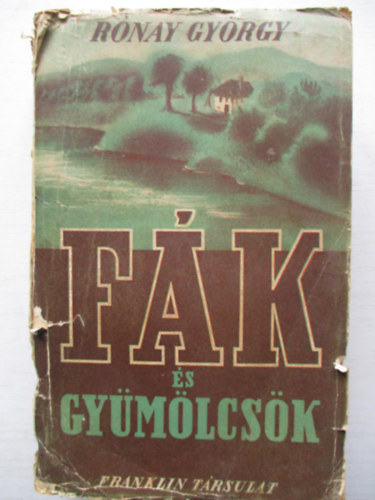 RÓNAY GYÖRGY
FÁK
ÉS
GYÜMÖLCSÖK
FRANKLIN TÁRSULAT